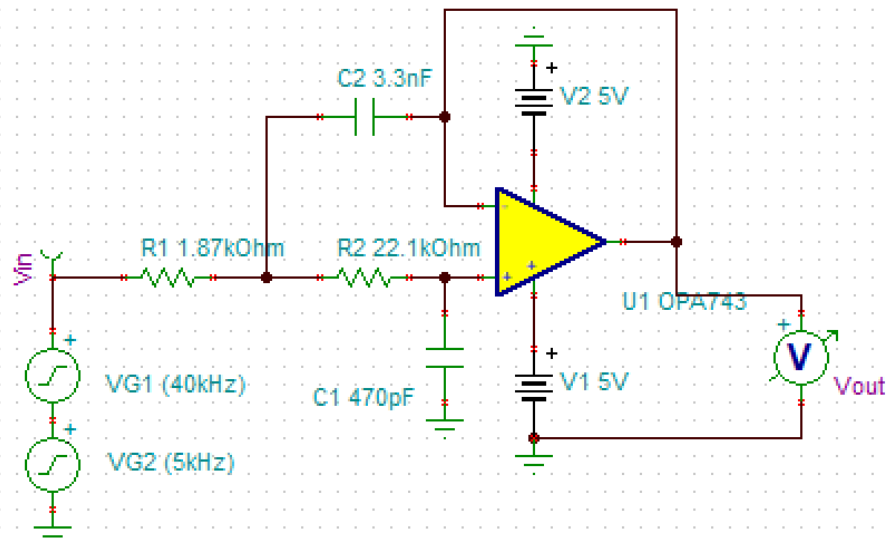 C2 3.3nF
V2 5V
R1 1.87kOhm
R2 22.1kOhm
Vin
U1 OPA743
VG1 (40kHz)
C1 470pF
V1 5V
V
Vout
VG2 (5kHz)